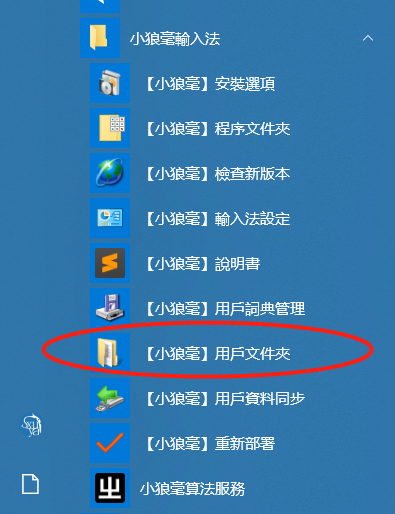 小狼毫輸入法
【小狼毫】安裝選項
【小狼毫】程序文件夾
【小狼毫】檢查新版本
【小狼毫】輸入法設定
【小狼毫】說明書
【小狼毫】用戶詞典管理
【小狼毫】用戶文件夾
【小狼毫】用戶資料同步
【小狼毫】重新部署
小狼毫算法服務